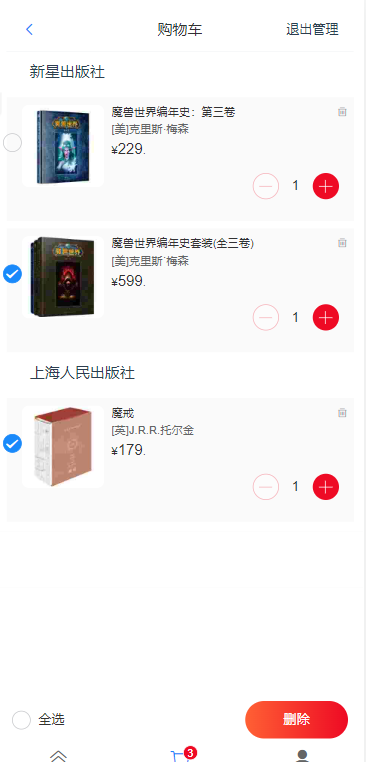 购物车
退出管理
新星出版社
魔兽世界编年史：第三卷
[美]克里斯·梅森
¥229.
1
魔兽世界编年史套装(全三卷)
[美]克里斯·梅森
¥599.
1
上海人民出版社
魔戒
[英]J.R.R.托尔金
¥179.
1
全选
删除
3